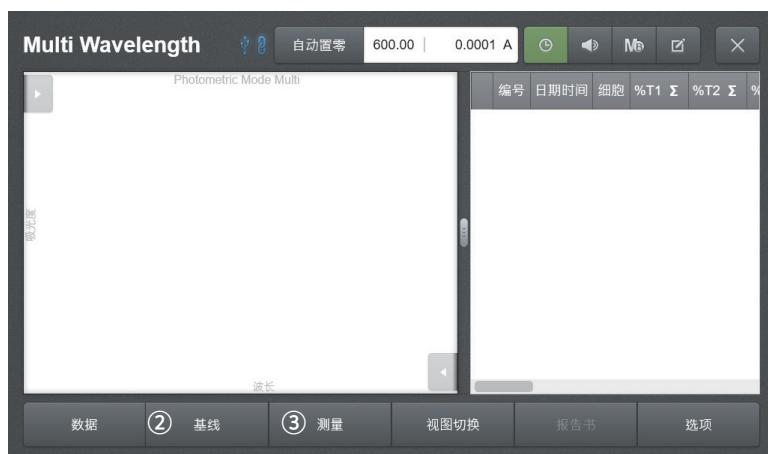 Multi Wavelength 自动置零 600.00 0.0001 A
Photometric Mode Multi
编号 日期时间 细胞 %T1 Σ %T2 Σ %
吸光度
波长
数据 ② 基线 ③ 测量 视图切换 报告书 选项